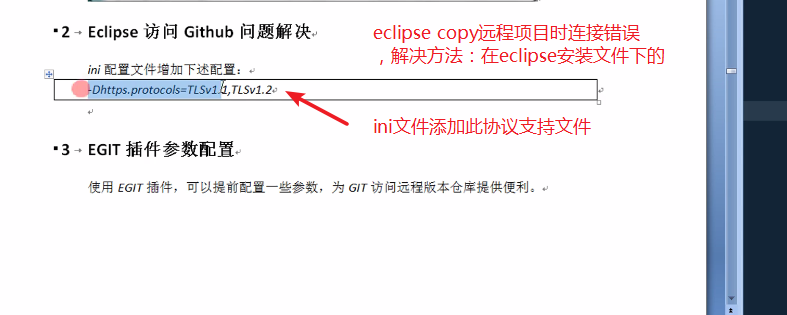 2 Eclipse 访问 Github 问题解决
eclipse copy远程项目时连接错误
，解决方法：在eclipse安装文件下的
ini 配置文件增加下述配置：
-Dhttps.protocols=TLSv1.1,TLSv1.2
ini文件添加此协议支持文件
3 EGIT 插件参数配置
使用 EGIT 插件，可以提前配置一些参数，为 GIT 访问远程版本仓库提供便利。